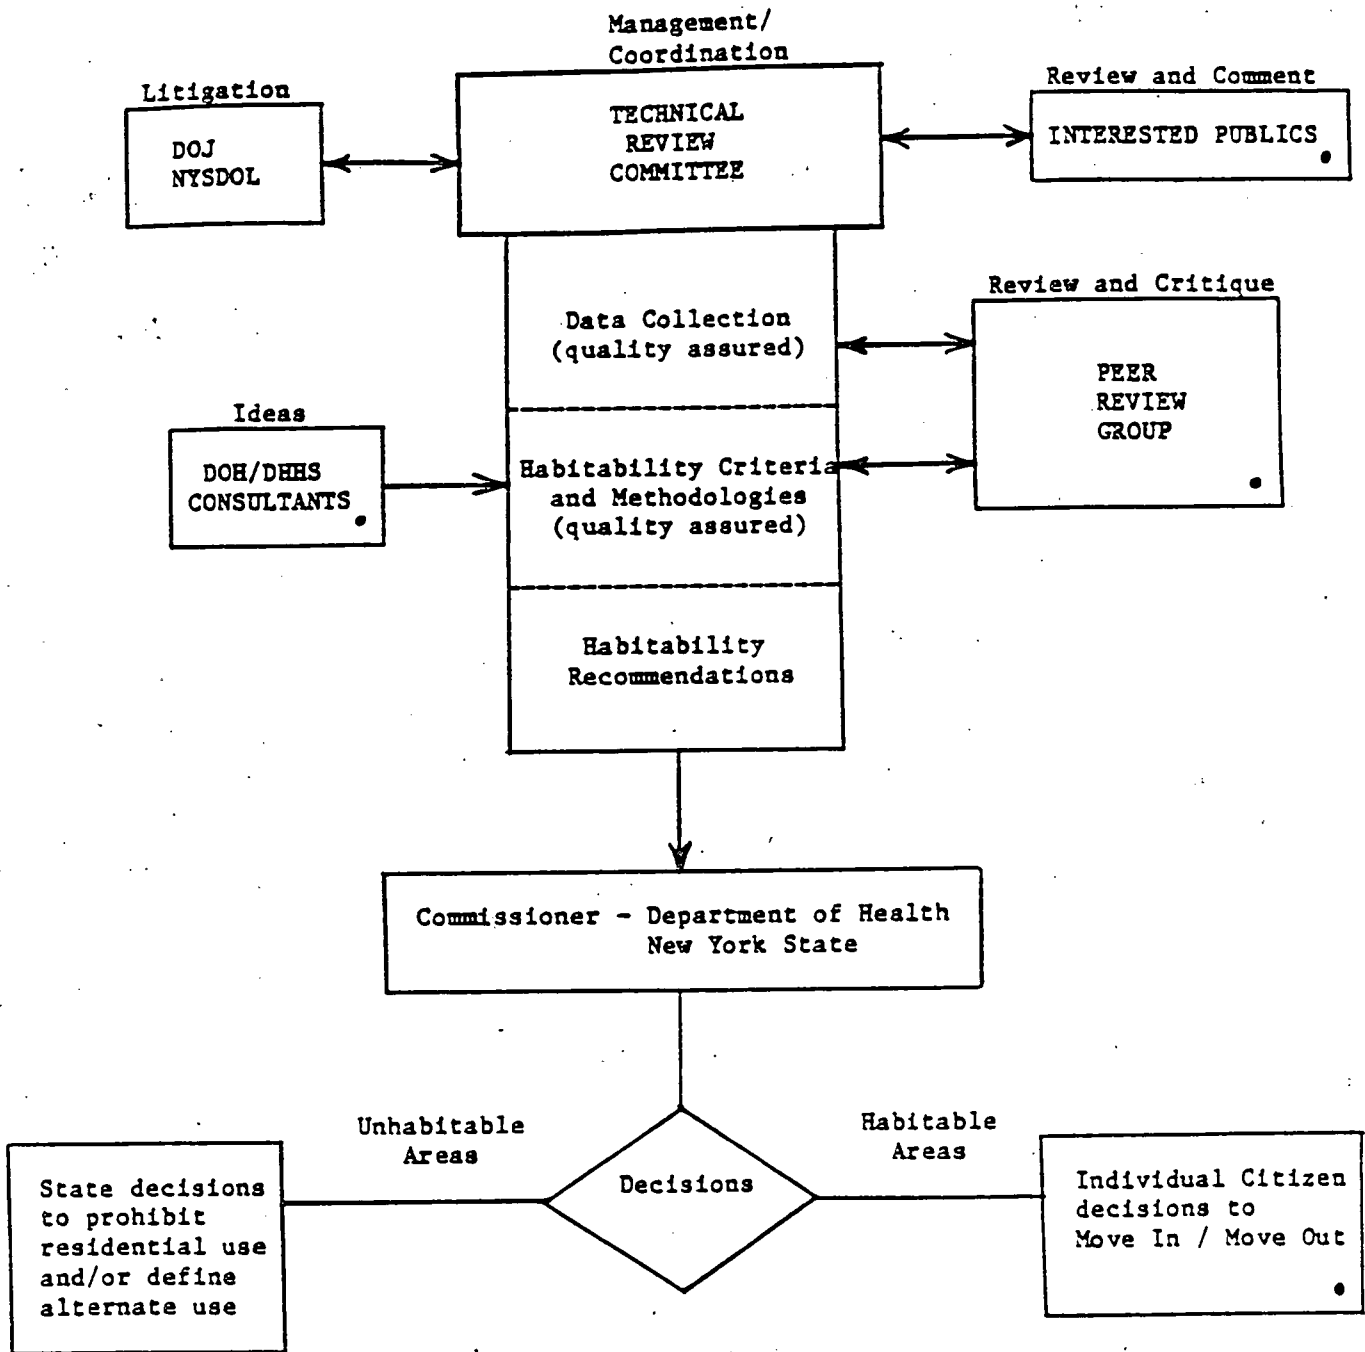 Management/
Coordination
Litigation
Review and Comment
TECHNICAL
REVIEW
COMMITTEE
DOJ
NYSDOL
INTERESTED PUBLICS
Review and Critique
Data Collection
(quality assured)
PEER
REVIEW
GROUP
Ideas
DOH/DHHS
CONSULTANTS
Habitability Criteria
and Methodologies
(quality assured)
Habitability
Recommendations
Commissioner - Department of Health
New York State
Unhabitable
Areas
Habitable
Areas
Decisions
State decisions
to prohibit
residential use
and/or define
alternate use
Individual Citizen
decisions to
Move In / Move Out